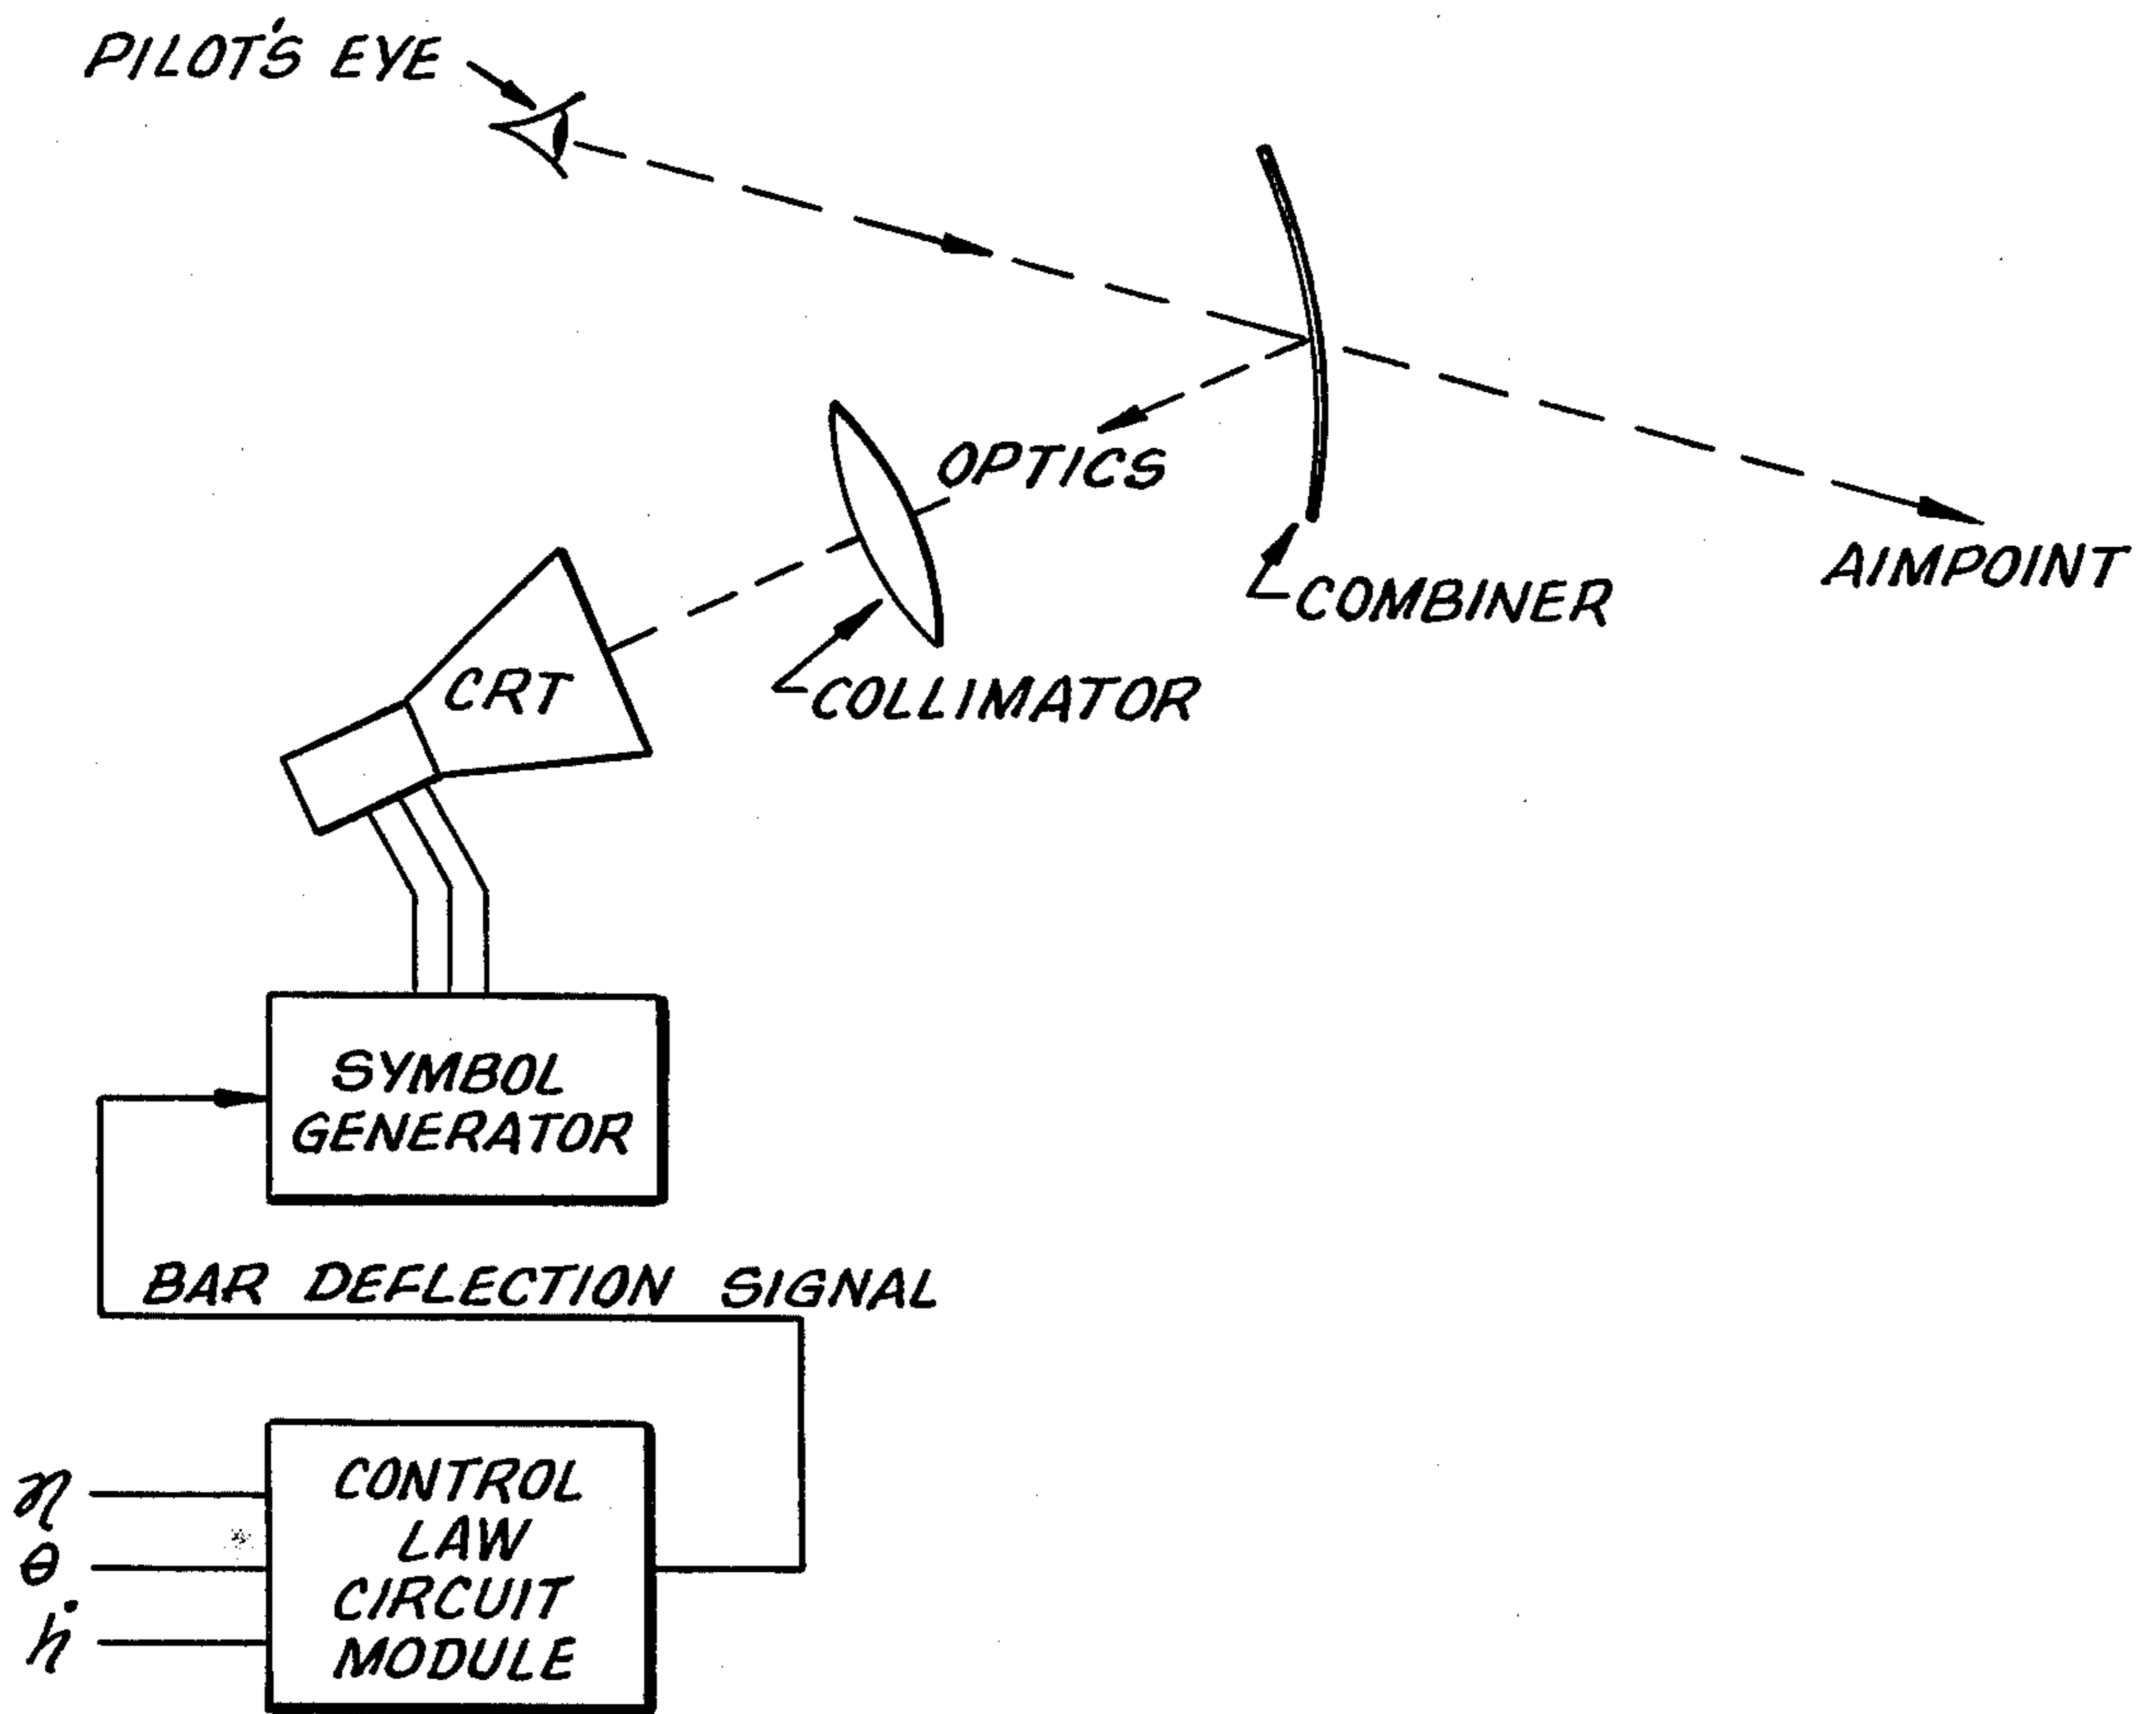 PILOT'S EYE
OPTICS
AIMPOINT
COMBINER
CRT
COLLIMATOR
SYMBOL
GENERATOR
BAR DEFLECTION SIGNAL
η
θ
ḣ
CONTROL
LAW
CIRCUIT
MODULE